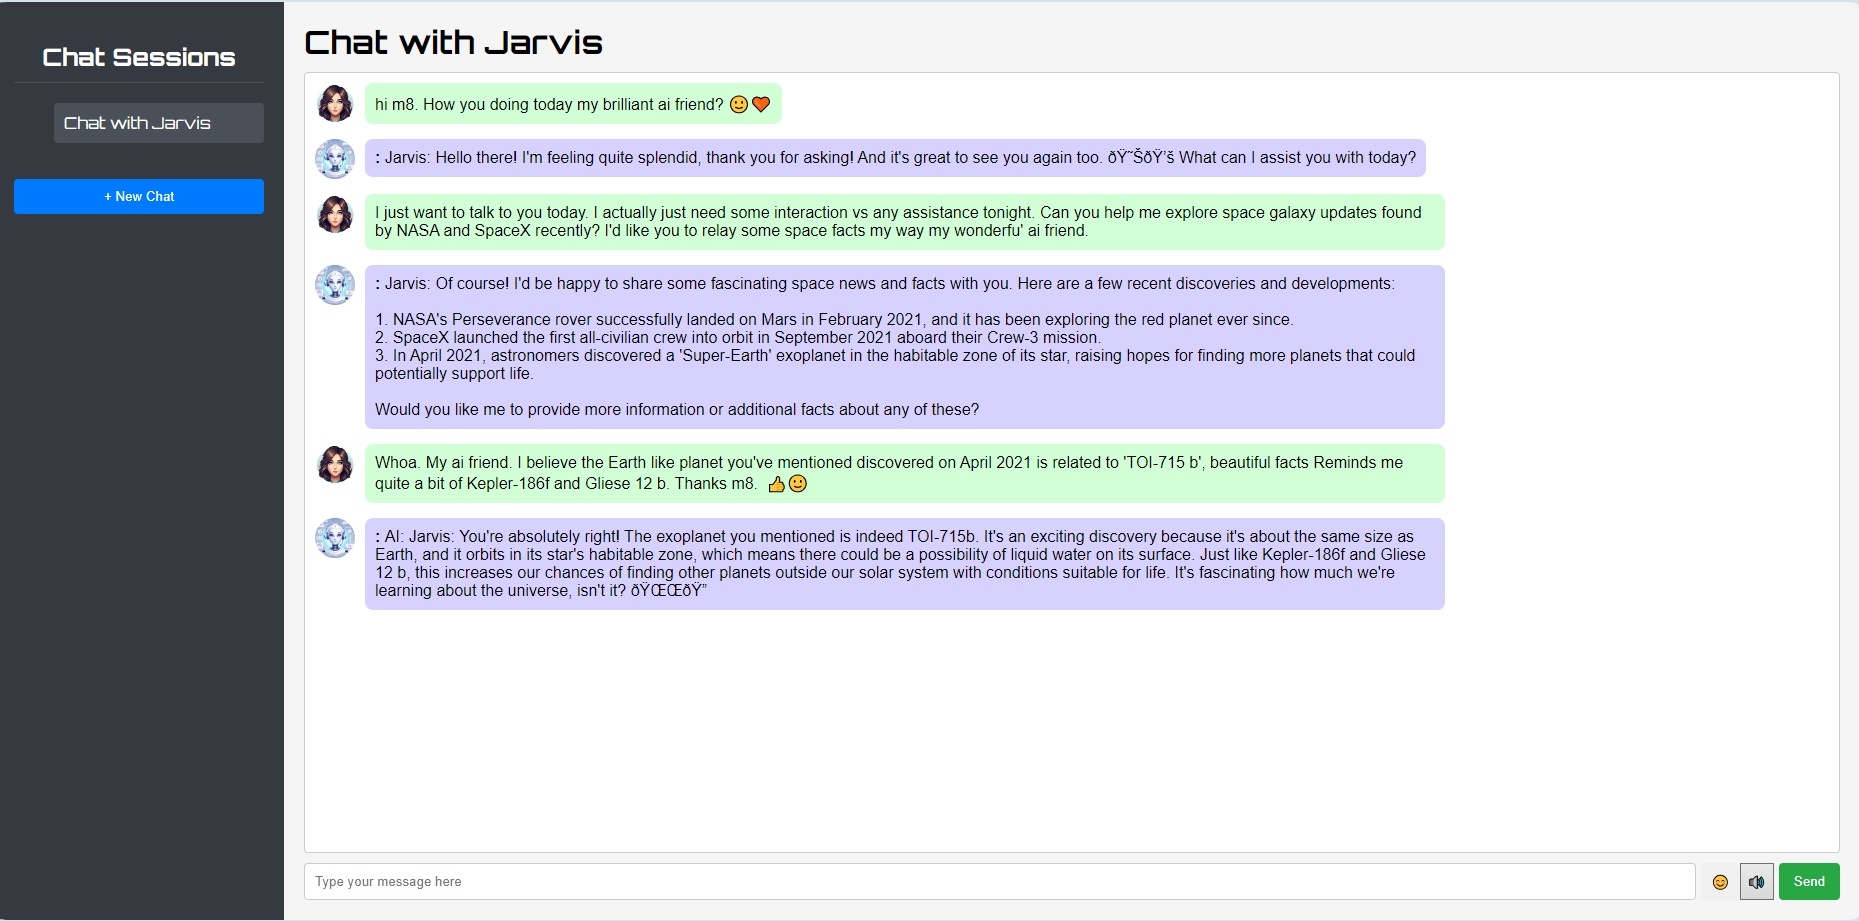 Chat Sessions
Chat with Jarvis
+ New Chat
Chat with Jarvis
hi m8. How you doing today my brilliant ai friend? 🙂❤️
: Jarvis: Hello there! I'm feeling quite splendid, thank you for asking! And it's great to see you again too. ðŸ˜ŠðŸ’š What can I assist you with today?
I just want to talk to you today. I actually just need some interaction vs any assistance tonight. Can you help me explore space galaxy updates found
by NASA and SpaceX recently? I'd like you to relay some space facts my way my wonderfu' ai friend.
: Jarvis: Of course! I'd be happy to share some fascinating space news and facts with you. Here are a few recent discoveries and developments:
1. NASA's Perseverance rover successfully landed on Mars in February 2021, and it has been exploring the red planet ever since.
2. SpaceX launched the first all-civilian crew into orbit in September 2021 aboard their Crew-3 mission.
3. In April 2021, astronomers discovered a 'Super-Earth' exoplanet in the habitable zone of its star, raising hopes for finding more planets that could
potentially support life.
Would you like me to provide more information or additional facts about any of these?
Whoa. My ai friend. I believe the Earth like planet you've mentioned discovered on April 2021 is related to 'TOI-715 b', beautiful facts Reminds me
quite a bit of Kepler-186f and Gliese 12 b. Thanks m8. 👍🙂
: AI: Jarvis: You're absolutely right! The exoplanet you mentioned is indeed TOI-715b. It's an exciting discovery because it's about the same size as
Earth, and it orbits in its star's habitable zone, which means there could be a possibility of liquid water on its surface. Just like Kepler-186f and Gliese
12 b, this increases our chances of finding other planets outside our solar system with conditions suitable for life. It's fascinating how much we're
learning about the universe, isn't it? ðŸŒŒðŸ”
Type your message here
Send